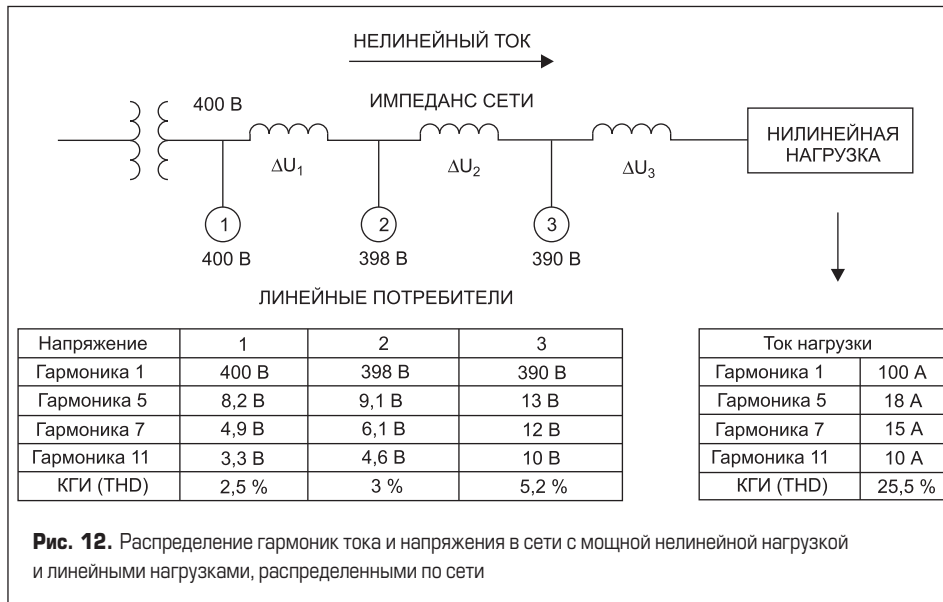 НЕЛИНЕЙНЫЙ ТОК
400 В
ИМПЕДАНС СЕТИ
НИЛИНЕЙНАЯ
НАГРУЗКА
ΔU₁
ΔU₂
ΔU₃
1
2
3
400 В
398 В
390 В
ЛИНЕЙНЫЕ ПОТРЕБИТЕЛИ
Напряжение 1 2 3
Гармоника 1 400 В 398 В 390 В
Гармоника 5 8,2 В 9,1 В 13 В
Гармоника 7 4,9 В 6,1 В 12 В
Гармоника 11 3,3 В 4,6 В 10 В
КГИ (THD) 2,5 % 3 % 5,2 %
Ток нагрузки
Гармоника 1 100 А
Гармоника 5 18 А
Гармоника 7 15 А
Гармоника 11 10 А
КГИ (THD) 25,5 %
Рис. 12. Распределение гармоник тока и напряжения в сети с мощной нелинейной нагрузкой
и линейными нагрузками, распределенными по сети